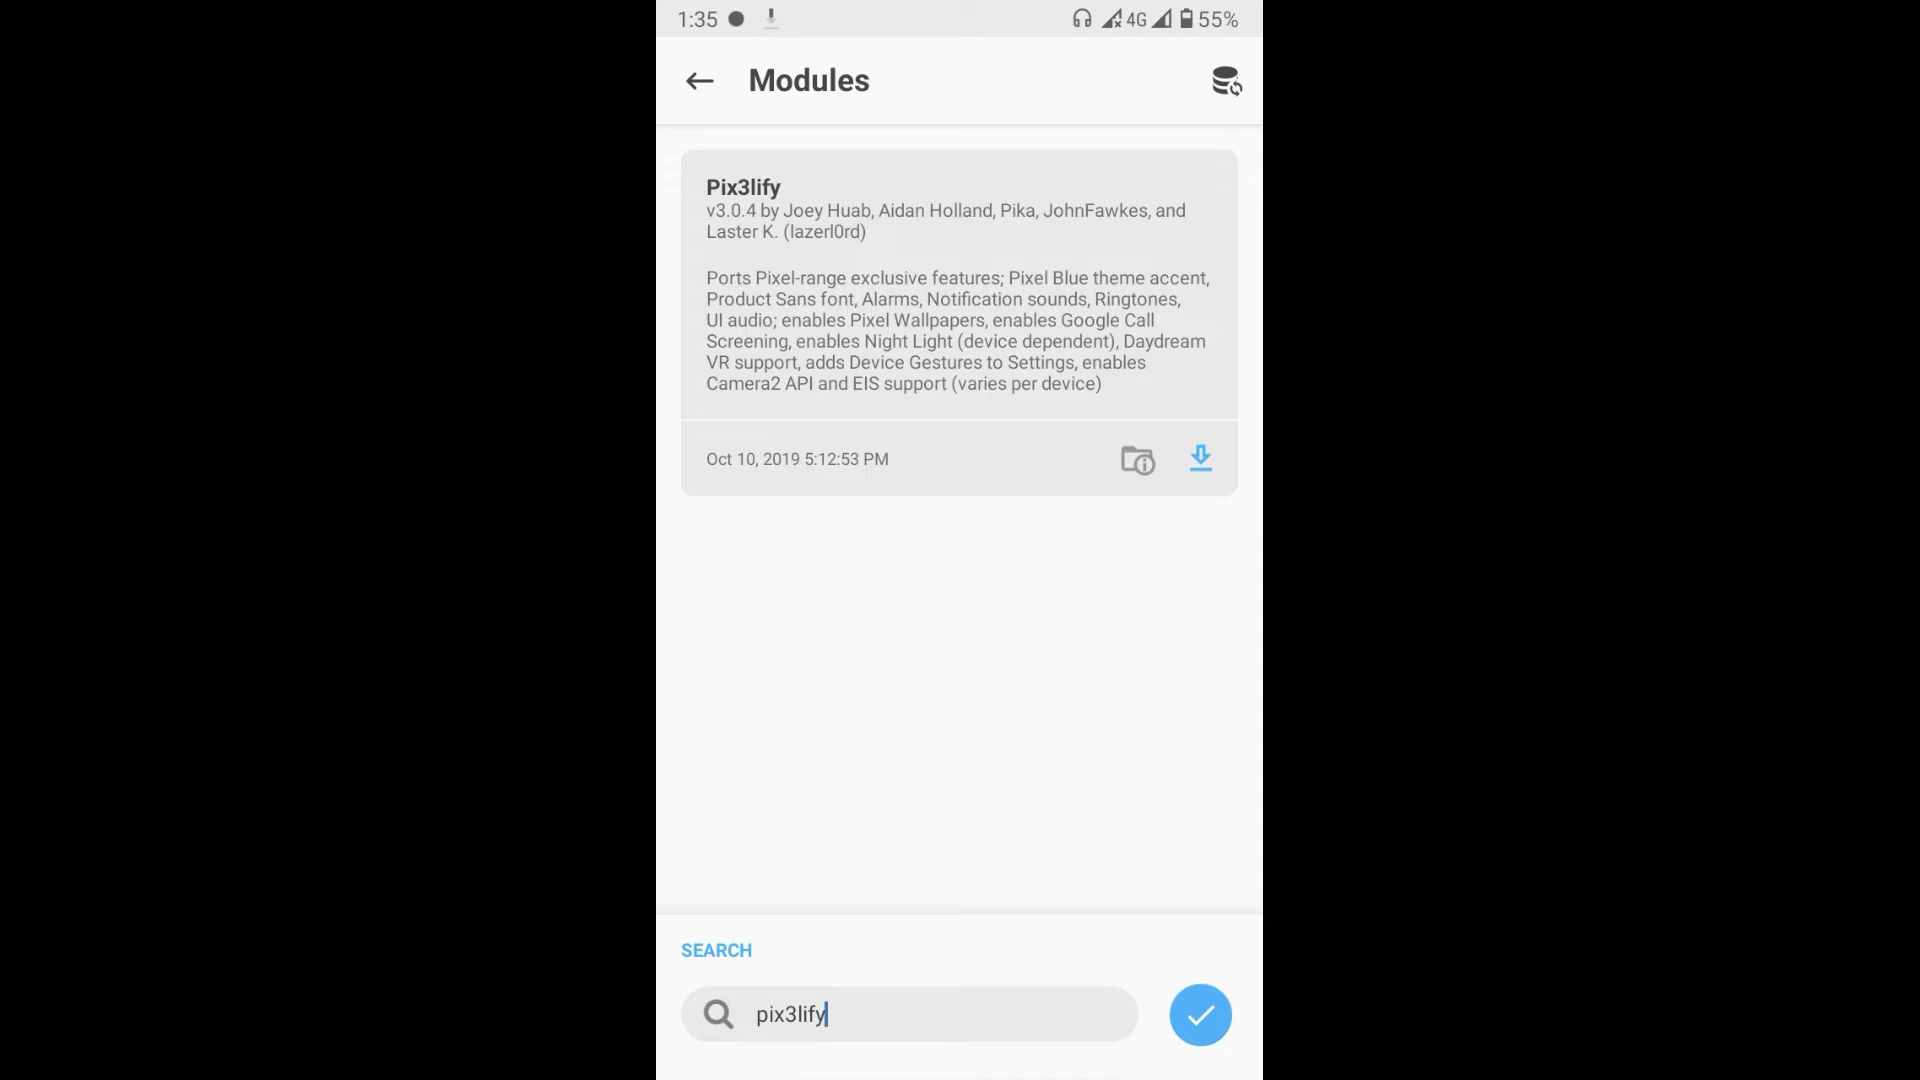 1:35
4G
55%
Modules
Pix3lify
v3.0.4 by Joey Huab, Aidan Holland, Pika, JohnFawkes, and
Laster K. (lazerl0rd)
Ports Pixel-range exclusive features; Pixel Blue theme accent,
Product Sans font, Alarms, Notification sounds, Ringtones,
UI audio; enables Pixel Wallpapers, enables Google Call
Screening, enables Night Light (device dependent), Daydream
VR support, adds Device Gestures to Settings, enables
Camera2 API and EIS support (varies per device)
Oct 10, 2019 5:12:53 PM
SEARCH
pix3lify